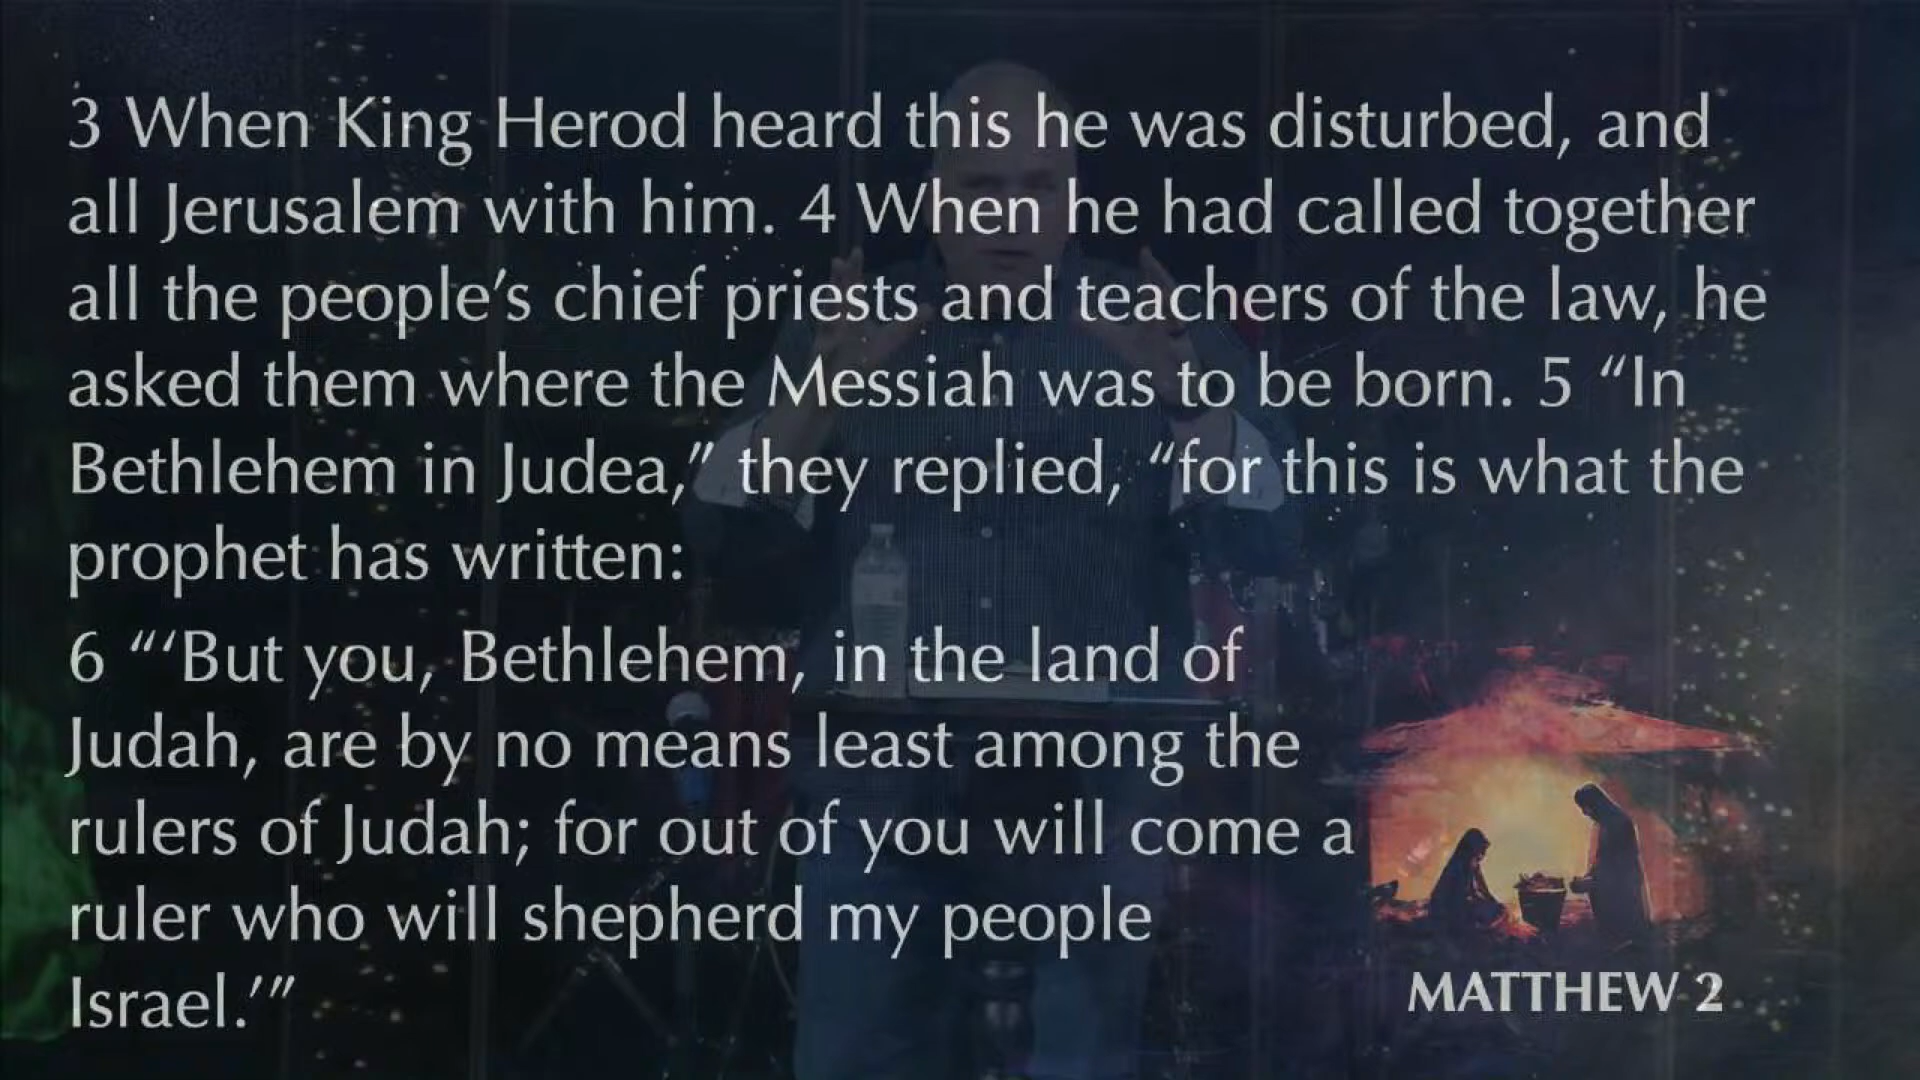 3 When King Herod heard this he was disturbed, and
all Jerusalem with him. 4 When he had called together
all the people’s chief priests and teachers of the law, he
asked them where the Messiah was to be born. 5 “In
Bethlehem in Judea,” they replied, “for this is what the
prophet has written:
6 “‘But you, Bethlehem, in the land of
Judah, are by no means least among the
rulers of Judah; for out of you will come a
ruler who will shepherd my people
Israel.’”
MATTHEW 2